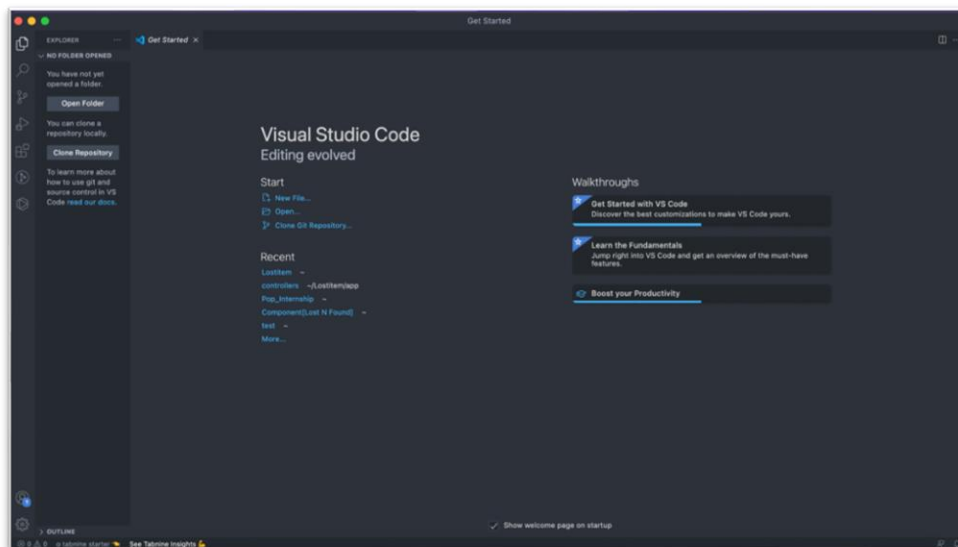 Get Started
EXPLORER
Get Started
NO FOLDER OPENED
You have not yet
opened a folder.
Open Folder
You can clone a
repository locally.
Clone Repository
To learn more about
how to use git and
source control in VS
Code read our docs.
Visual Studio Code
Editing evolved
Start
New File...
Open...
Clone Git Repository...
Recent
LostItem ~
controllers ~/LostItem/app
Pop_Internship ~
Component[Lost N Found] ~
test ~
More...
Walkthroughs
Get Started with VS Code
Discover the best customizations to make VS Code yours.
Learn the Fundamentals
Jump right into VS Code and get an overview of the must-have
features.
Boost your Productivity
Show welcome page on startup
OUTLINE
0 0 tabnine starter See Tabnine Insights